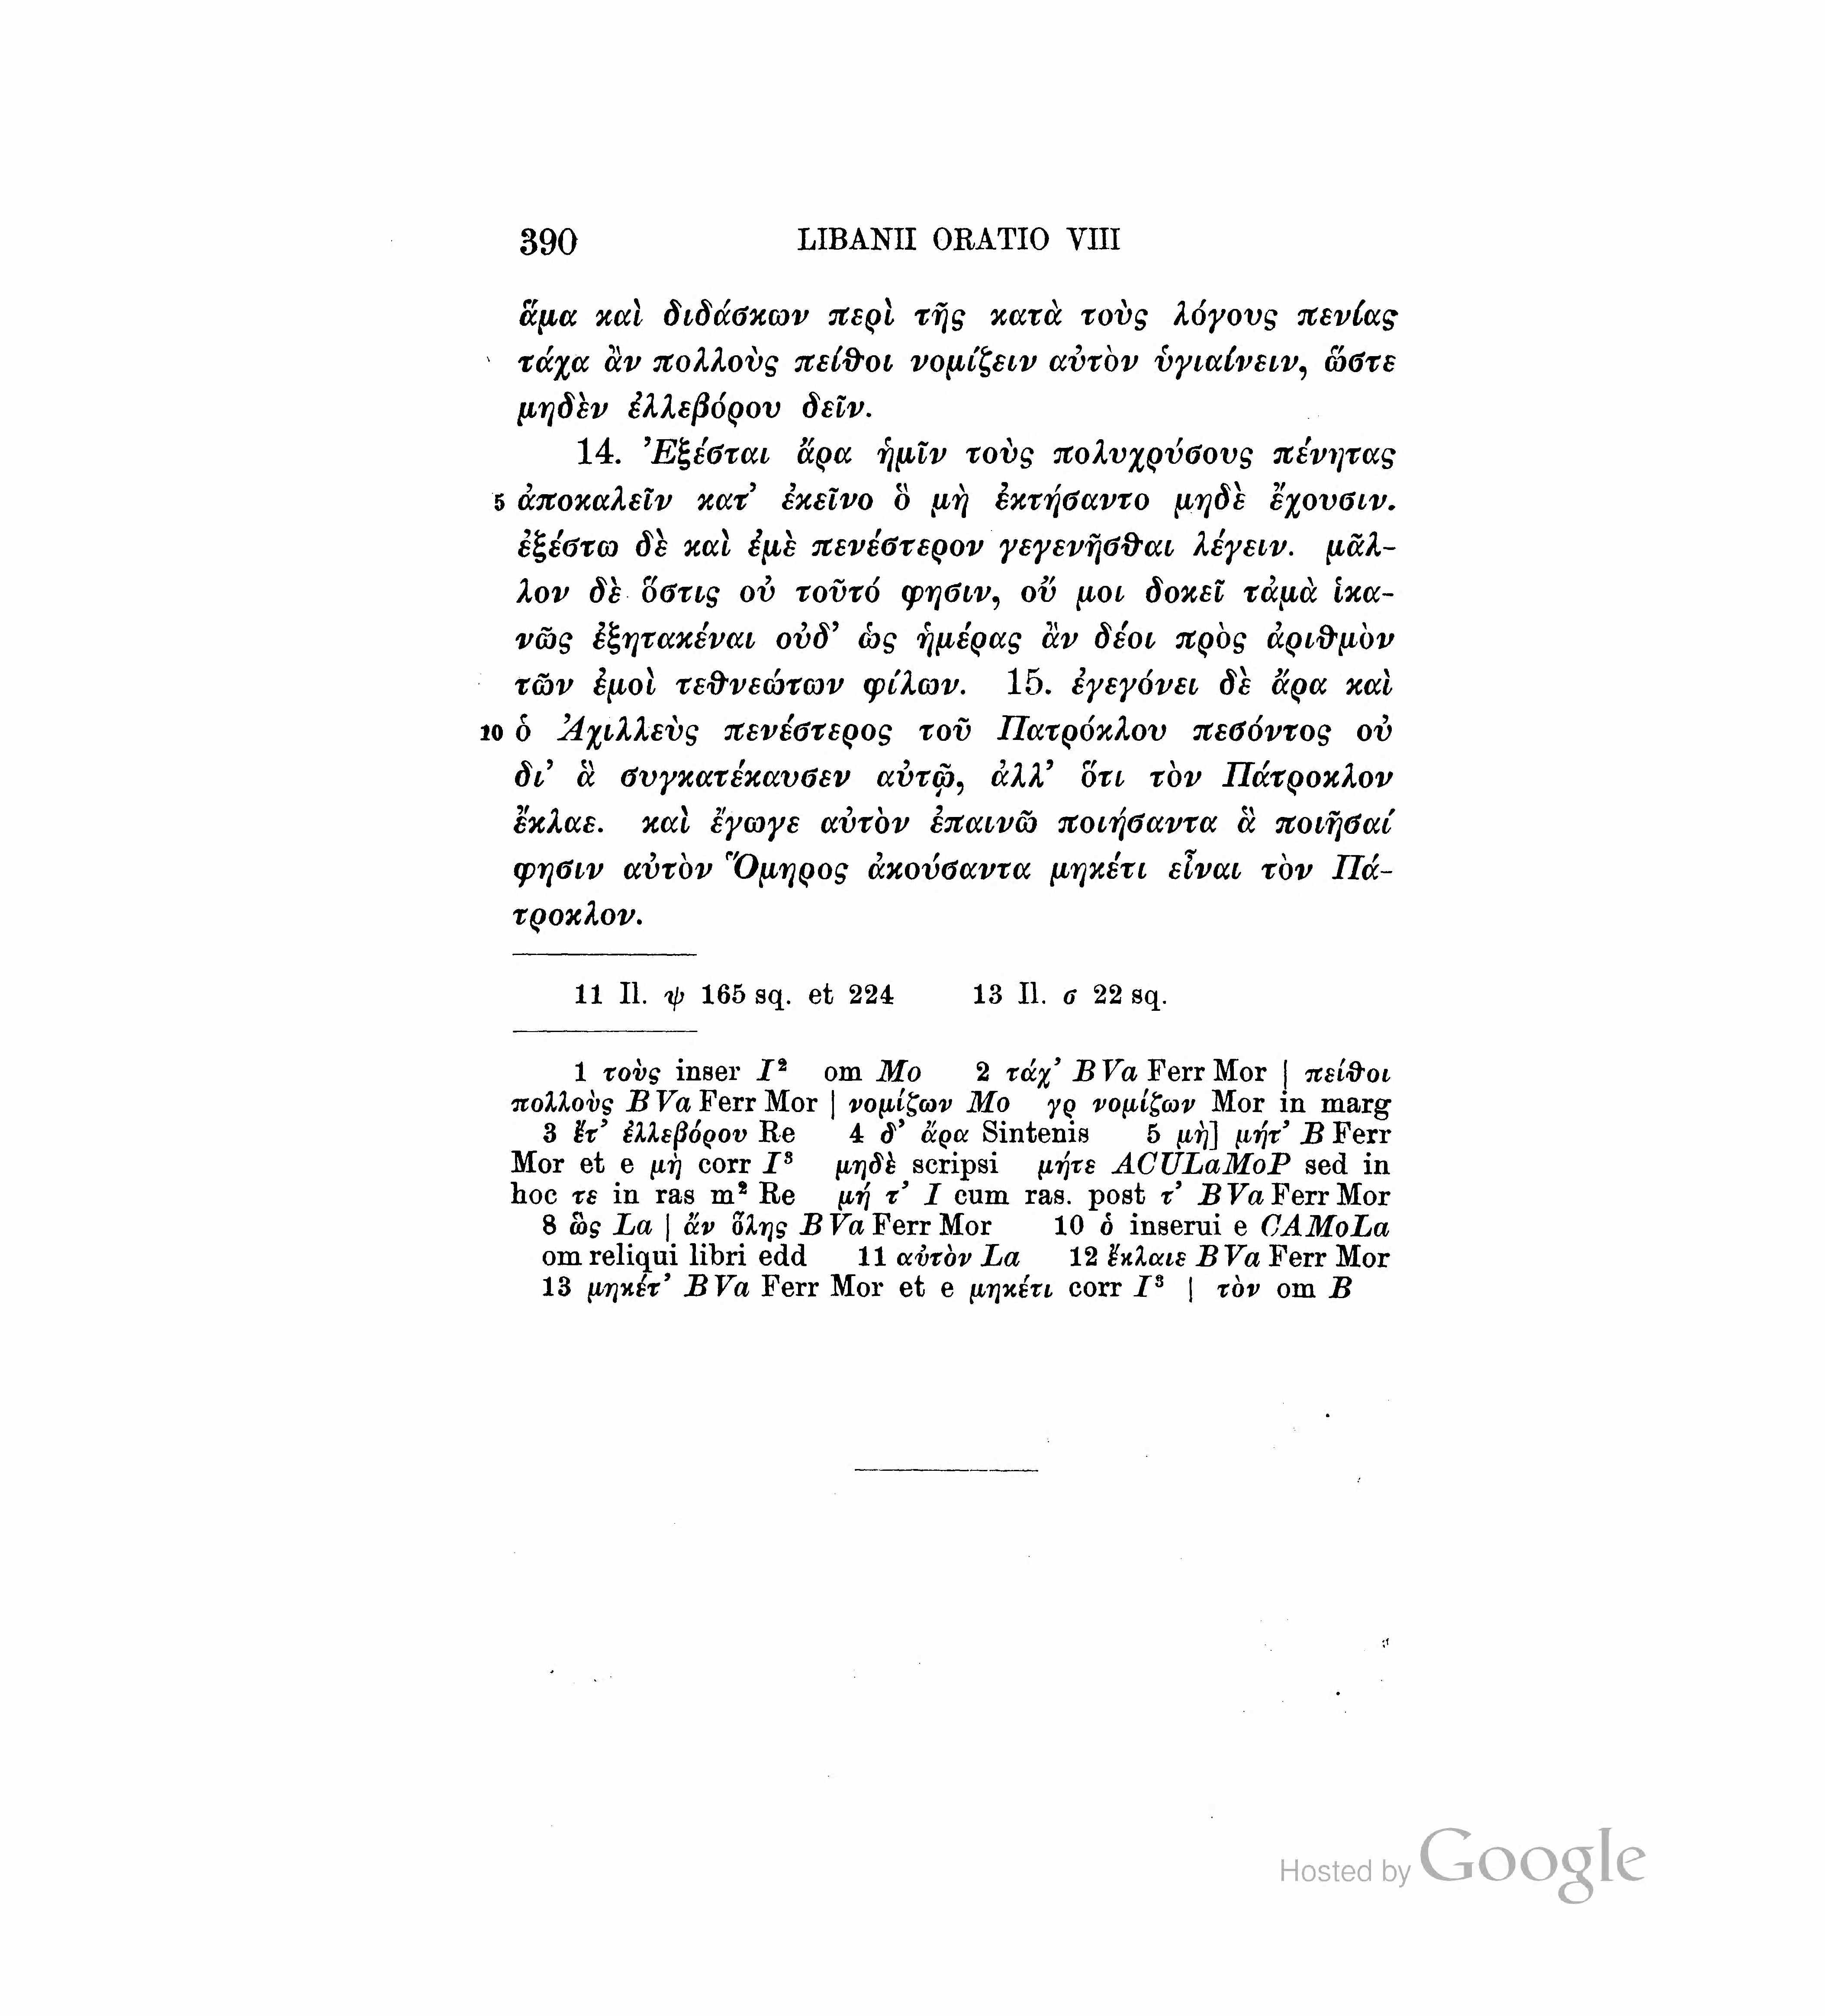 390 LIBANII ORATIO VIII
ἅμα καὶ διδάσκων περὶ τῆς κατὰ τοὺς λόγους πενίας
τάχα ἂν πολλοὺς πείθοι νομίζειν αὐτὸν ὑγιαίνειν, ὥστε
μηδὲν ἐλλεβόρου δεῖν.
14. Ἐξέσται ἄρα ἡμῖν τοὺς πολυχρύσους πένητας
5 ἀποκαλεῖν κατ’ ἐκεῖνο ὃ μὴ ἐκτήσαντο μηδὲ ἔχουσιν.
ἐξέστω δὲ καὶ ἐμὲ πενέστερον γεγενῆσθαι λέγειν. μᾶλ-
λον δὲ ὅστις οὐ τοῦτό φησιν, οὔ μοι δοκεῖ τἀμὰ ἱκα-
νῶς ἐξητακέναι οὐδ’ ὡς ἡμέρας ἂν δέοι πρὸς ἀριθμὸν
τῶν ἐμοὶ τεθνεώτων φίλων. 15. ἐγεγόνει δὲ ἄρα καὶ
10 ὁ Ἀχιλλεὺς πενέστερος τοῦ Πατρόκλου πεσόντος οὐ
δι’ ἃ συγκατέκαυσεν αὐτῷ, ἀλλ’ ὅτι τὸν Πάτροκλον
ἔκλαε. καὶ ἔγωγε αὐτὸν ἐπαινῶ ποιήσαντα ἃ ποιῆσαί
φησιν αὐτὸν Ὅμηρος ἀκούσαντα μηκέτι εἶναι τὸν Πά-
τροκλον.
11 Il. ψ 165 sq. et 224 13 Il. σ 22 sq.
1 τοὺς inser I² om Mo 2 τάχ’ B Va Ferr Mor | πείθοι
πολλοὺς B Va Ferr Mor | νομίζων Mo γρ νομίζων Mor in marg
3 ἔτ’ ἐλλεβόρου Re 4 δ’ ἄρα Sintenis 5 μὴ] μήτ’ B Ferr
Mor et e μὴ corr I³ μηδὲ scripsi μήτε ACULaMoP sed in
hoc τε in ras m² Re μή τ’ I cum ras. post τ’ B Va Ferr Mor
8 ὣς La | ἄν ὅλης B Va Ferr Mor 10 ὁ inserui e CAMoLa
om reliqui libri edd 11 αὐτὸν La 12 ἔκλαιε B Va Ferr Mor
13 μηκέτ’ B Va Ferr Mor et e μηκέτι corr I³ | τὸν om B
Hosted by Google